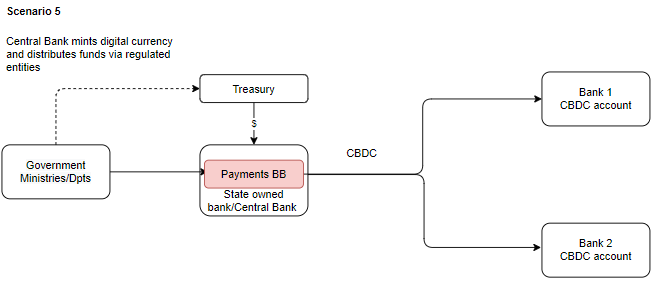 Scenario 5
Central Bank mints digital currency
and distributes funds via regulated
entities
Treasury
$
Government
Ministries/Dpts
Payments BB
State owned
bank/Central Bank
CBDC
Bank 1
CBDC account
Bank 2
CBDC account